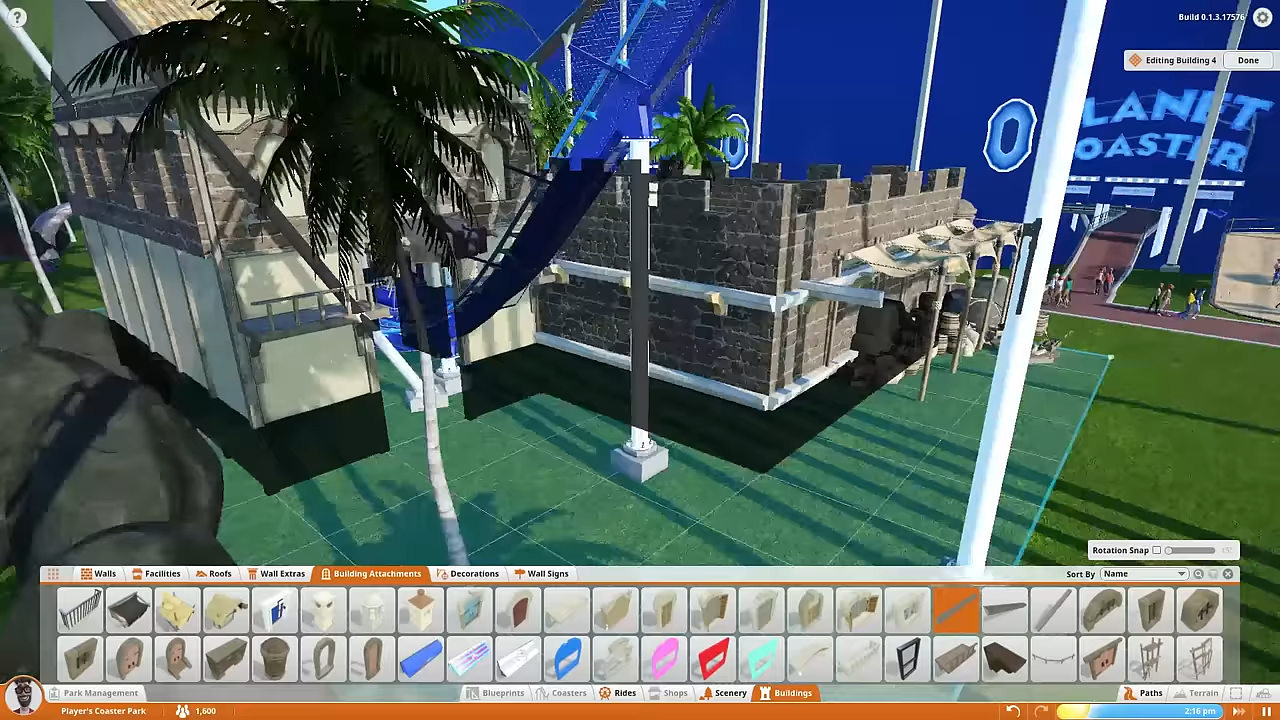 ?
Build 0.1.3.17576
Editing Building 4
Done
PLANET
COASTER
Rotation Snap
Walls
Facilities
Roofs
Wall Extras
Building Attachments
Decorations
Wall Signs
Sort By
Name
Park Management
Blueprints
Coasters
Rides
Shops
Scenery
Buildings
Paths
Terrain
Player's Coaster Park
1,600
2:16 pm